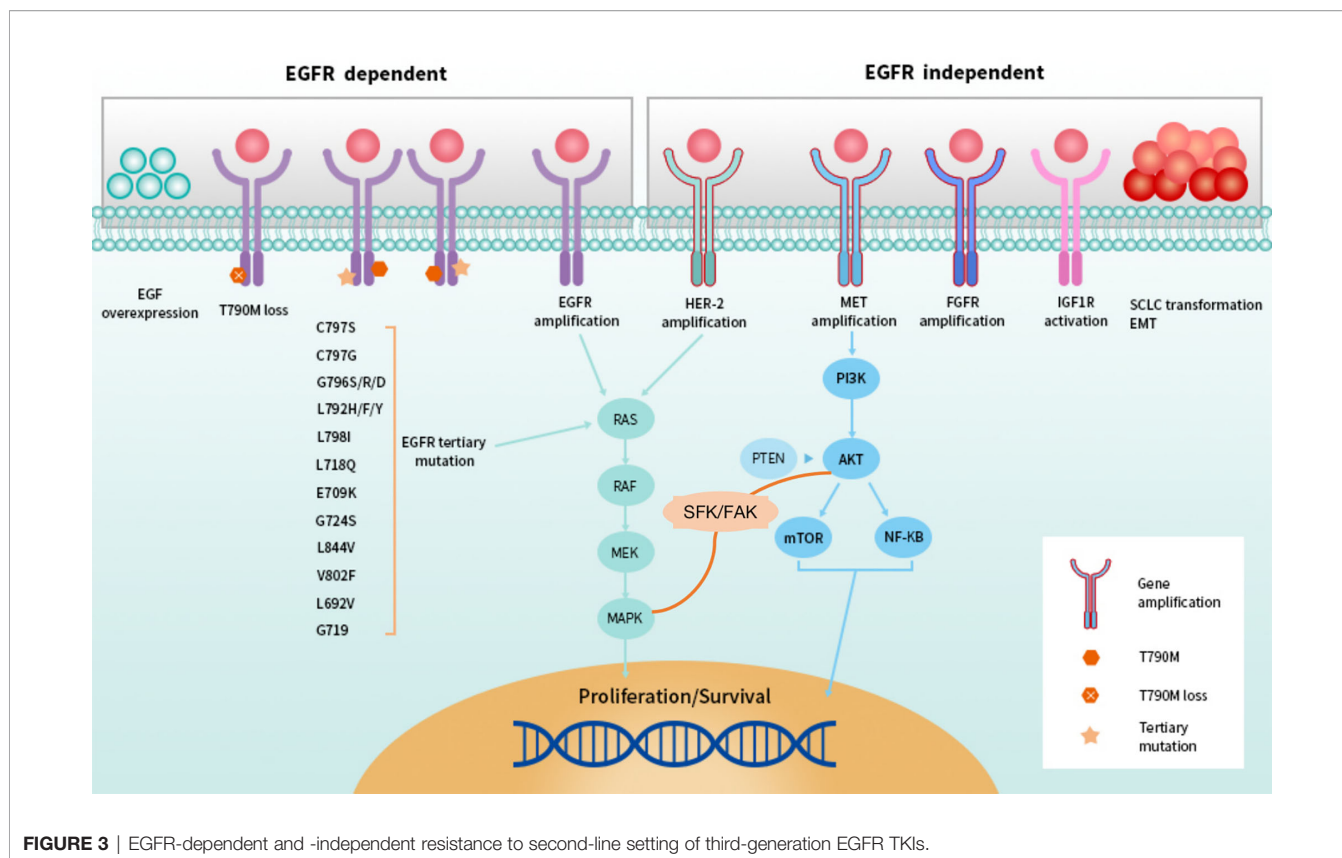 EGFR dependent
EGFR independent
EGF
overexpression
T790M loss
EGFR
amplification
HER-2
amplification
MET
amplification
FGFR
amplification
IGF1R
activation
SCLC transformation
EMT
C797S
C797G
G796S/R/D
L792H/F/Y
L798I
L718Q
E709K
G724S
L844V
V802F
L692V
G719
EGFR tertiary
mutation
RAS
RAF
MEK
MAPK
PI3K
PTEN
AKT
SFK/FAK
mTOR
NF-KB
Proliferation/Survival
Gene
amplification
T790M
T790M loss
Tertiary
mutation
FIGURE 3 | EGFR-dependent and -independent resistance to second-line setting of third-generation EGFR TKIs.